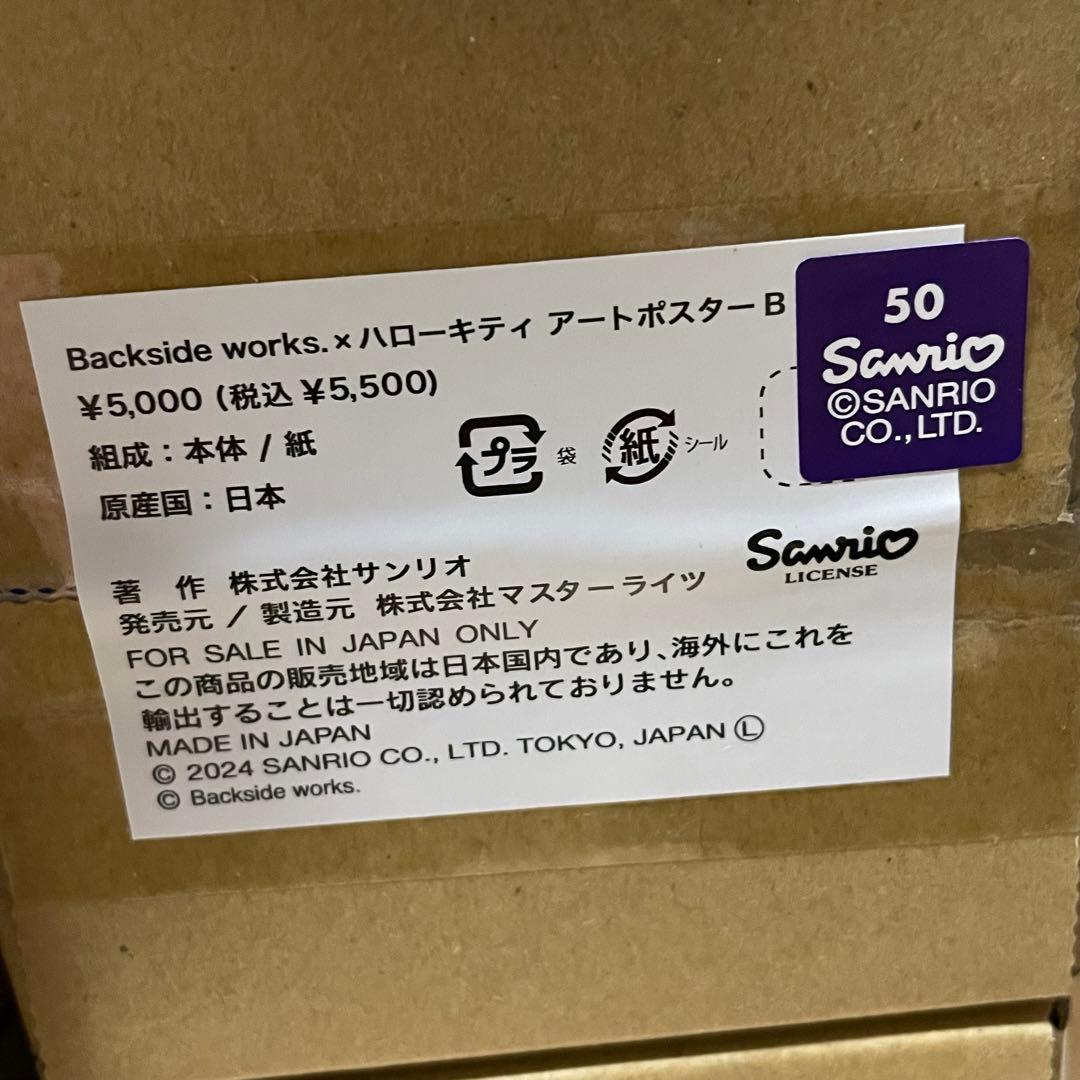 Backside works.×ハローキティ アートポスターB
¥5,000 (税込 ¥5,500)
組成：本体 / 紙
原産国：日本
プラ 袋
紙 シール
50
Sanrio
©SANRIO
CO., LTD.
Sanrio
LICENSE
著　作 株式会社サンリオ
発売元 / 製造元 株式会社マスターライツ
FOR SALE IN JAPAN ONLY
この商品の販売地域は日本国内であり､海外にこれを
輸出することは一切認められておりません。
MADE IN JAPAN
© 2024 SANRIO CO., LTD. TOKYO, JAPAN Ⓛ
© Backside works.